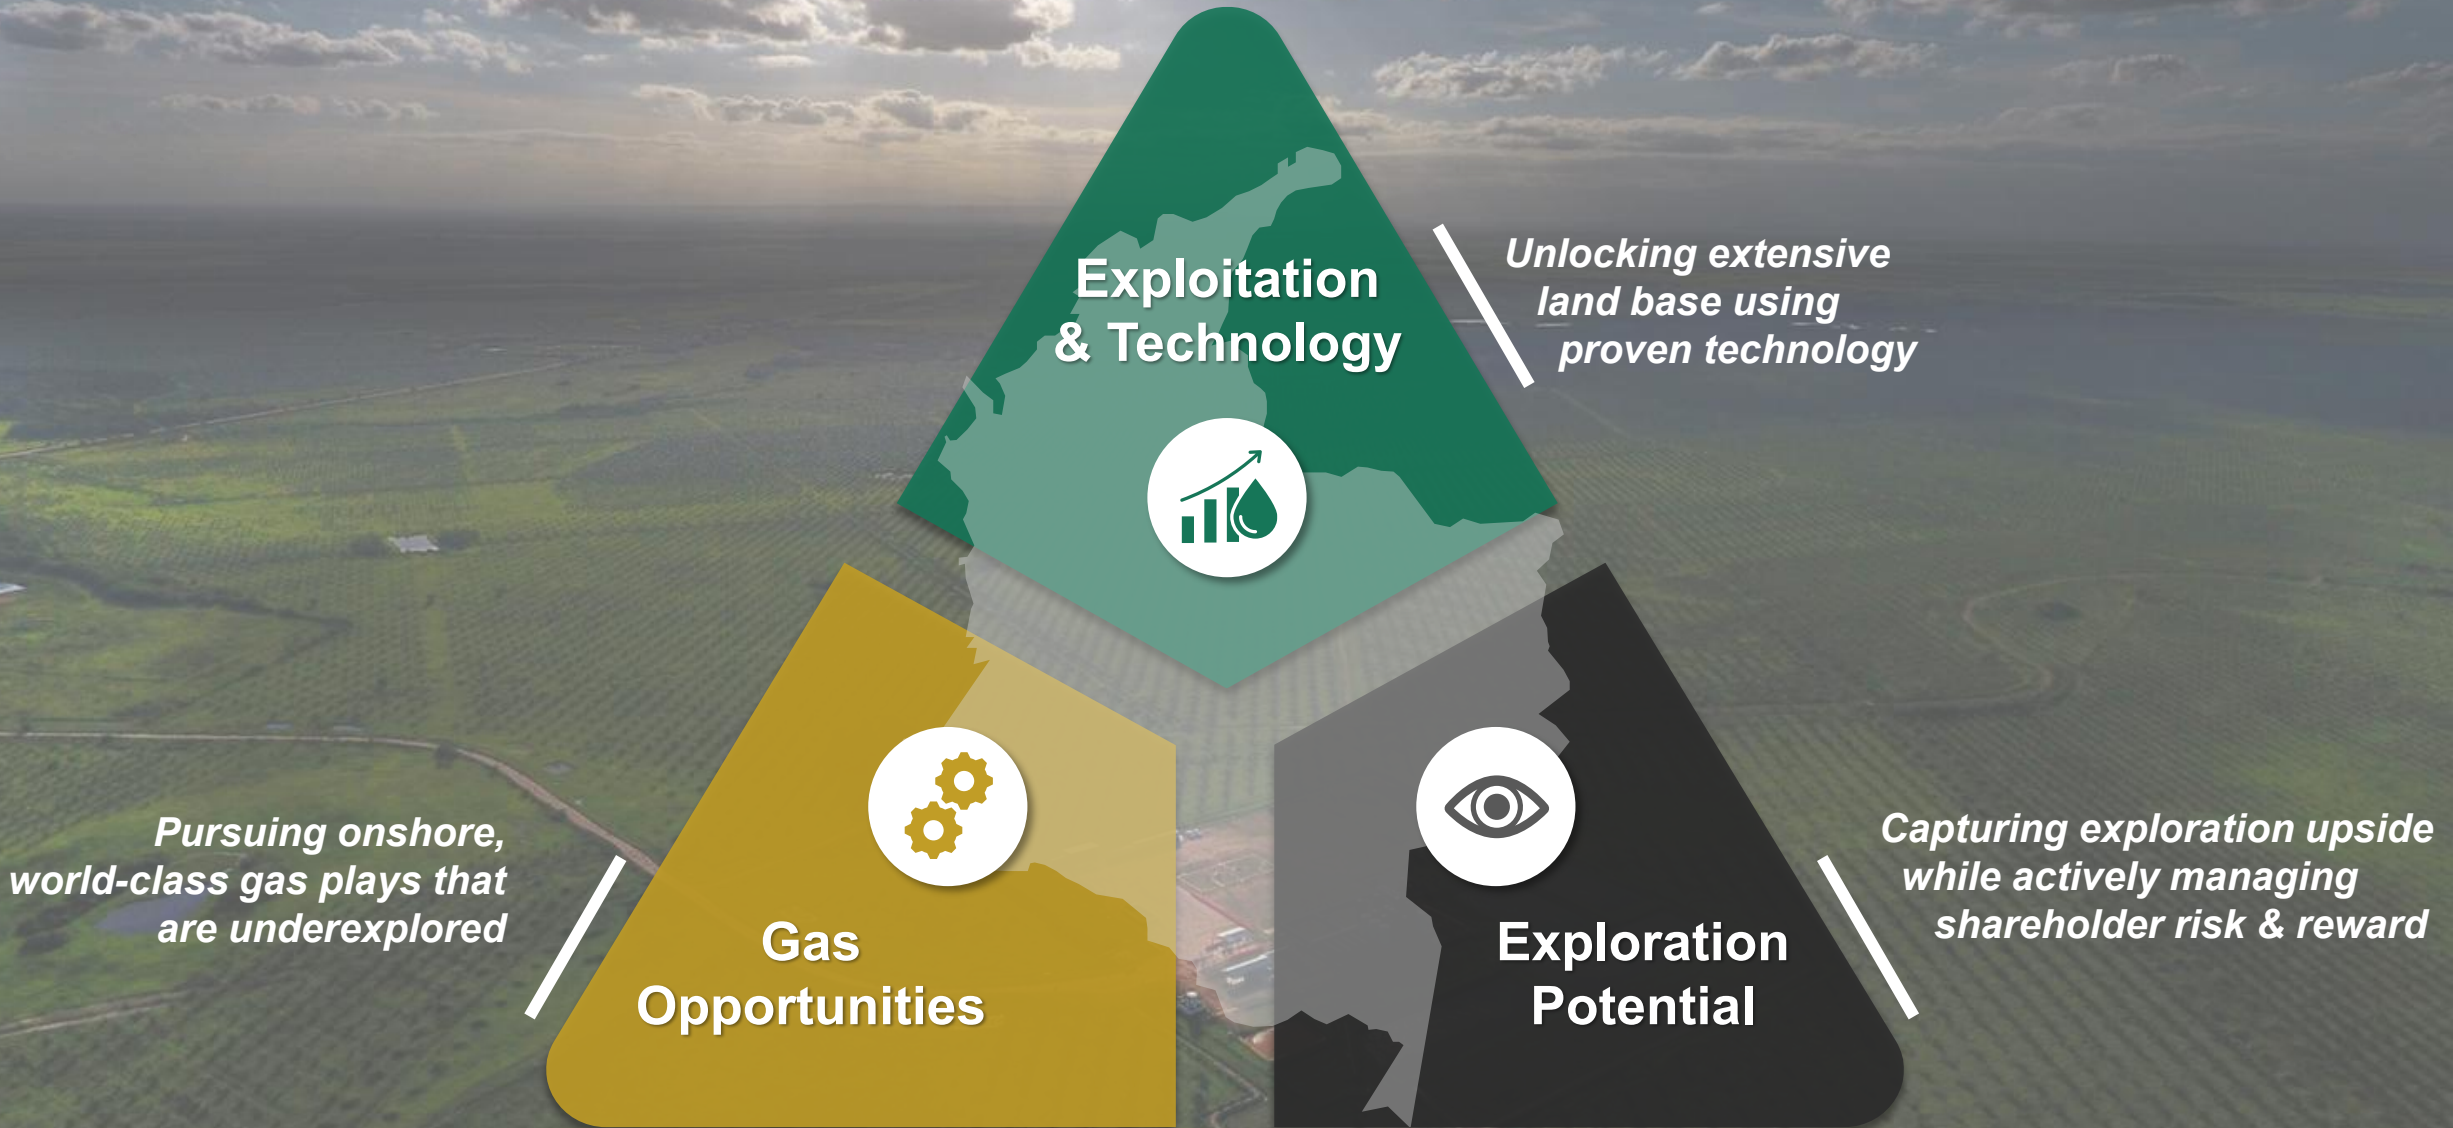 Exploitation
& Technology
Unlocking extensive
land base using
proven technology
Pursuing onshore,
world-class gas plays that
are underexplored
Gas
Opportunities
Exploration
Potential
Capturing exploration upside
while actively managing
shareholder risk & reward